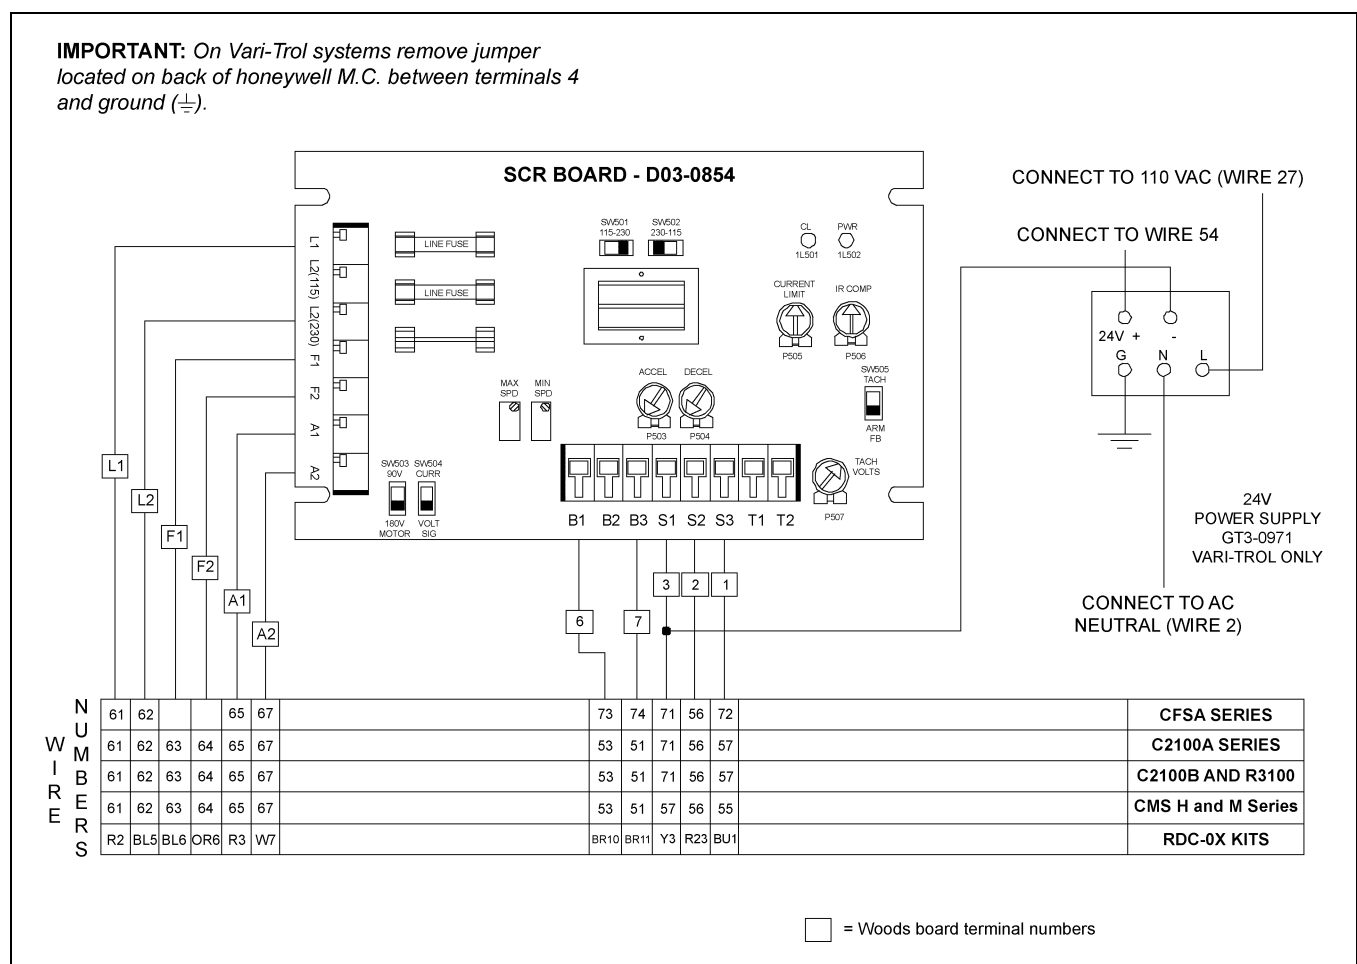 IMPORTANT: On Vari-Trol systems remove jumper
located on back of honeywell M.C. between terminals 4
and ground (⏚).
SCR BOARD - D03-0854
CONNECT TO 110 VAC (WIRE 27)
CONNECT TO WIRE 54
L1
L2(115)
L2(230)
F1
F2
A1
A2
LINE FUSE
LINE FUSE
SW501
115-230
SW502
230-115
CL
1L501
PWR
1L502
CURRENT
LIMIT
P505
IR COMP
P506
24V +
-
G N L
SW505
TACH
ARM
FB
MAX
SPD
MIN
SPD
ACCEL
P503
DECEL
P504
TACH
VOLTS
P507
SW503
90V
180V
MOTOR
SW504
CURR
VOLT
SIG
B1 B2 B3 S1 S2 S3 T1 T2
24V
POWER SUPPLY
GT3-0971
VARI-TROL ONLY
CONNECT TO AC
NEUTRAL (WIRE 2)
L1
L2
F1
F2
A1
A2
6
7
3
2
1
WIRE
NUMBERS
61 62 65 67 73 74 71 56 72 CFSA SERIES
61 62 63 64 65 67 53 51 71 56 57 C2100A SERIES
61 62 63 64 65 67 53 51 71 56 57 C2100B AND R3100
61 62 63 64 65 67 53 51 57 56 55 CMS H and M Series
R2 BL5 BL6 OR6 R3 W7 BR10 BR11 Y3 R23 BU1 RDC-0X KITS
= Woods board terminal numbers